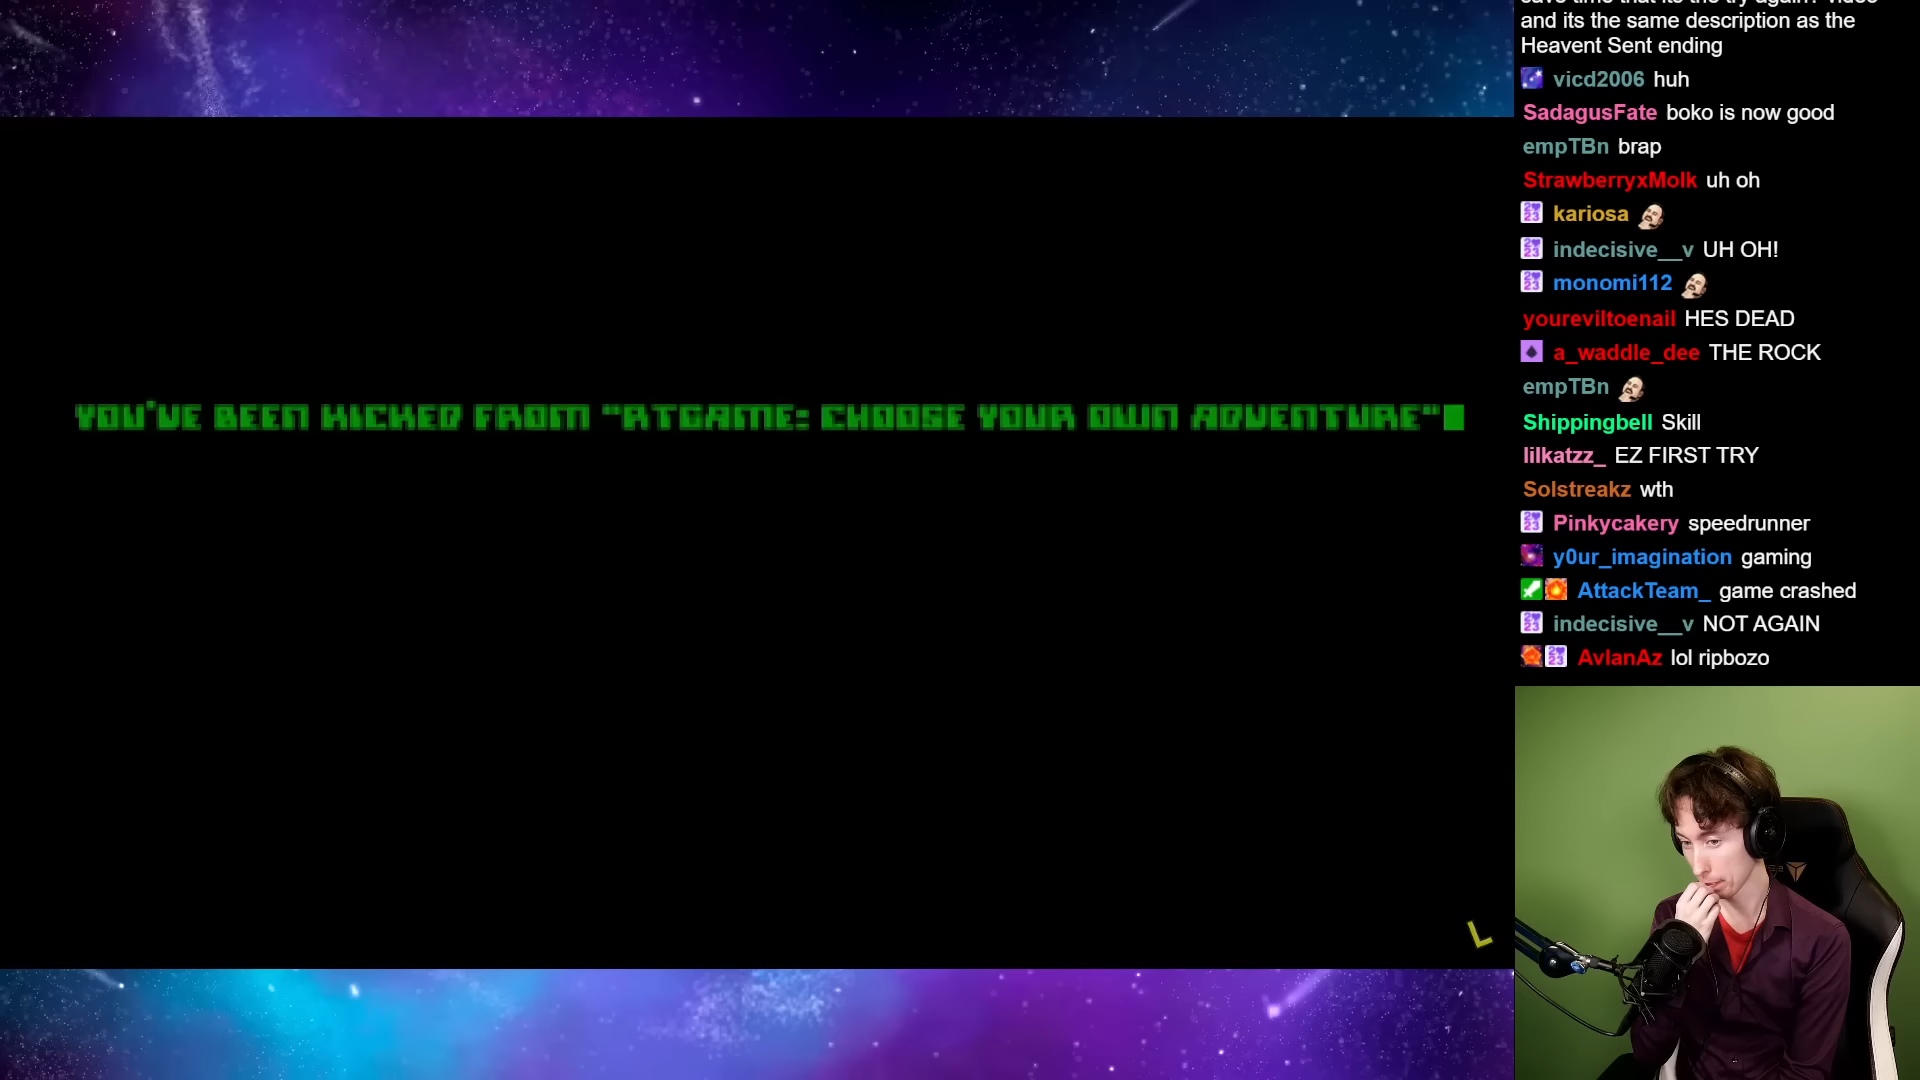 and its the same description as the
Heavent Sent ending
vicd2006 huh
SadagusFate boko is now good
empTBn brap
StrawberryxMolk uh oh
kariosa
indecisive__v UH OH!
monomi112
youreviltoenail HES DEAD
a_waddle_dee THE ROCK
empTBn
Shippingbell Skill
lilkatzz_ EZ FIRST TRY
Solstreakz wth
Pinkycakery speedrunner
y0ur_imagination gaming
AttackTeam_ game crashed
indecisive__v NOT AGAIN
AvlanAz lol ripbozo
YOU'VE BEEN KICKED FROM "RTGAME: CHOOSE YOUR OWN ADVENTURE"
L